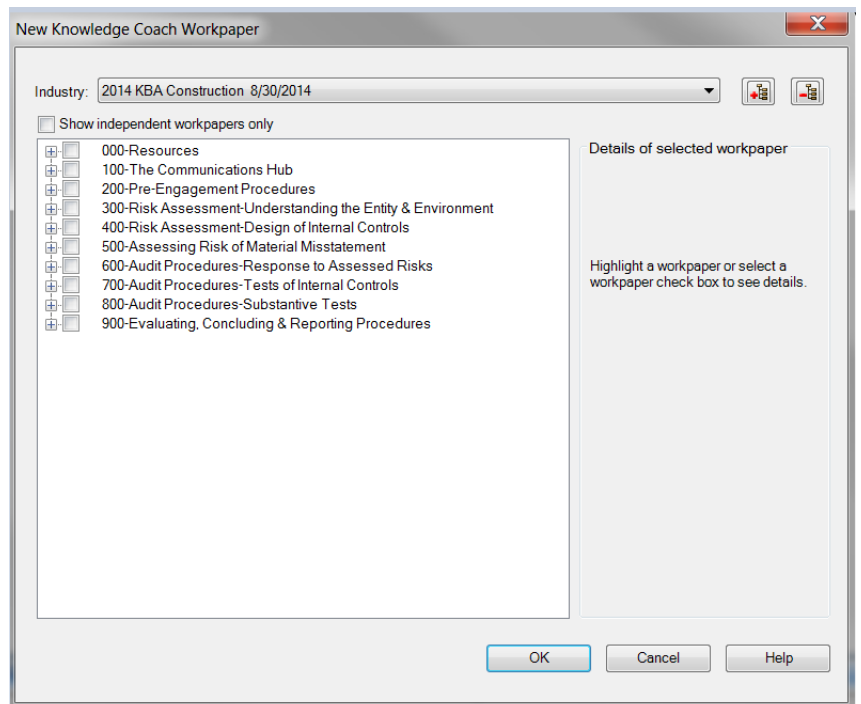 New Knowledge Coach Workpaper
Industry: 2014 KBA Construction 8/30/2014
Show independent workpapers only
000-Resources
100-The Communications Hub
200-Pre-Engagement Procedures
300-Risk Assessment-Understanding the Entity & Environment
400-Risk Assessment-Design of Internal Controls
500-Assessing Risk of Material Misstatement
600-Audit Procedures-Response to Assessed Risks
700-Audit Procedures-Tests of Internal Controls
800-Audit Procedures-Substantive Tests
900-Evaluating, Concluding & Reporting Procedures
Details of selected workpaper
Highlight a workpaper or select a
workpaper check box to see details.
OK Cancel Help